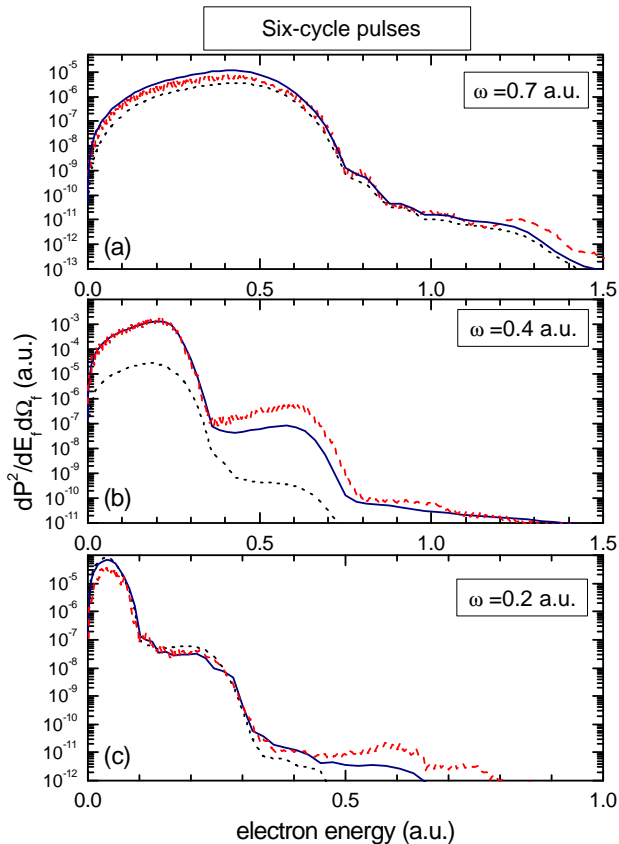 Six-cycle pulses
10⁻⁵
10⁻⁶
10⁻⁷
10⁻⁸
10⁻⁹
10⁻¹⁰
10⁻¹¹
10⁻¹²
10⁻¹³
ω =0.7 a.u.
(a)
0.0 0.5 1.0 1.5
10⁻³
10⁻⁴
10⁻⁵
10⁻⁶
10⁻⁷
10⁻⁸
10⁻⁹
10⁻¹⁰
10⁻¹¹
ω =0.4 a.u.
dP²/dE_f dΩ_f (a.u.)
(b)
0.0 0.5 1.0 1.5
10⁻⁵
10⁻⁶
10⁻⁷
10⁻⁸
10⁻⁹
10⁻¹⁰
10⁻¹¹
10⁻¹²
ω =0.2 a.u.
(c)
0.0 0.5 1.0
electron energy (a.u.)